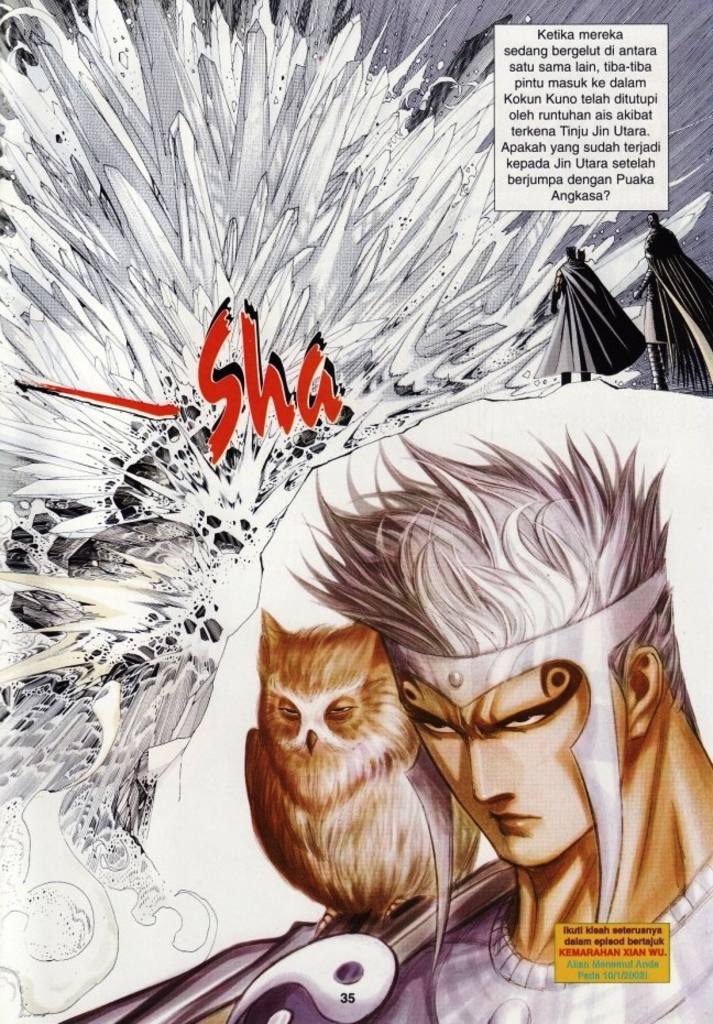 Ketika mereka
sedang bergelut di antara
satu sama lain, tiba-tiba
pintu masuk ke dalam
Kokun Kuno telah ditutupi
oleh runtuhan ais akibat
terkena Tinju Jin Utara.
Apakah yang sudah terjadi
kepada Jin Utara setelah
berjumpa dengan Puaka
Angkasa?
Sha
Ikuti kisah seterusnya
dalam episod bertajuk
KEMARAHAN XIAN WU.
Akan Menemui Anda
Pada 10/1/2003!
35